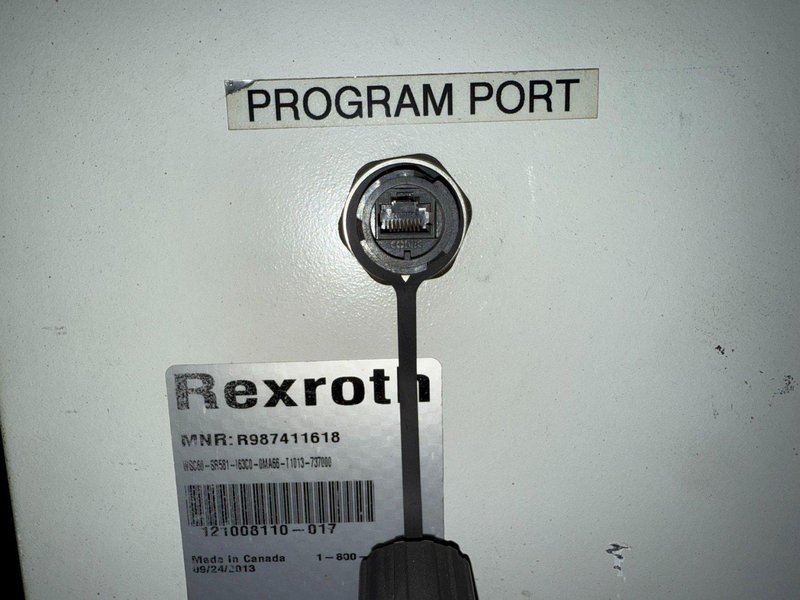 PROGRAM PORT
Rexroth
MNR: R987411618
121008110-017
Made in Canada 1-800-
09/24/2013